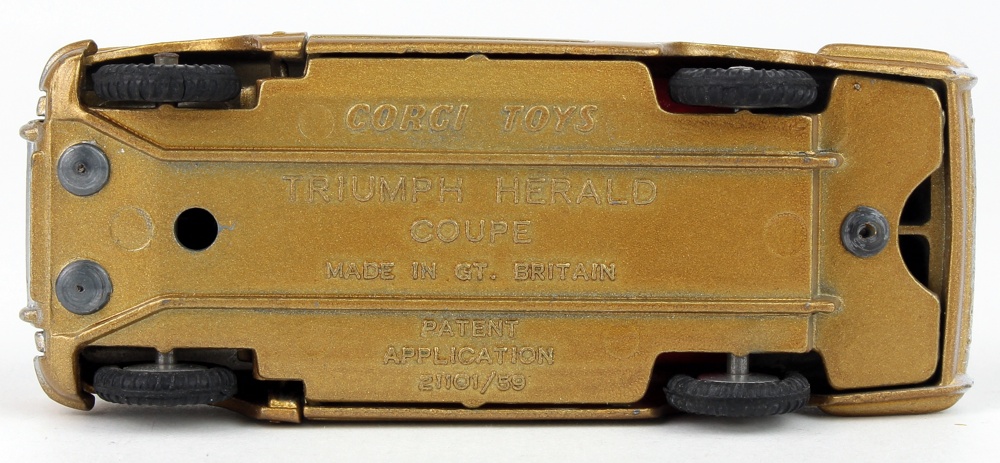 CORGI TOYS
TRIUMPH HERALD
COUPE
MADE IN GT. BRITAIN
PATENT
APPLICATION
21101/59